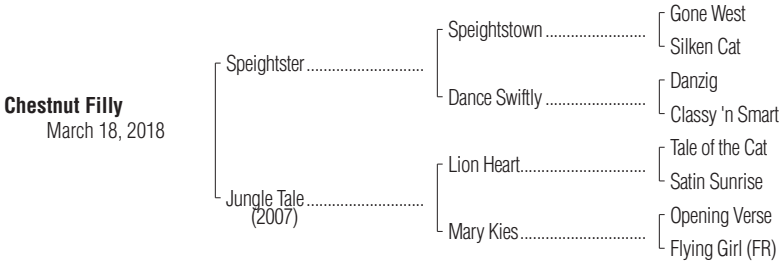 Gone West
Speightstown
Silken Cat
Speightster
Danzig
Dance Swiftly
Classy 'n Smart
Chestnut Filly
March 18, 2018
Tale of the Cat
Lion Heart
Satin Sunrise
Jungle Tale
(2007)
Opening Verse
Mary Kies
Flying Girl (FR)